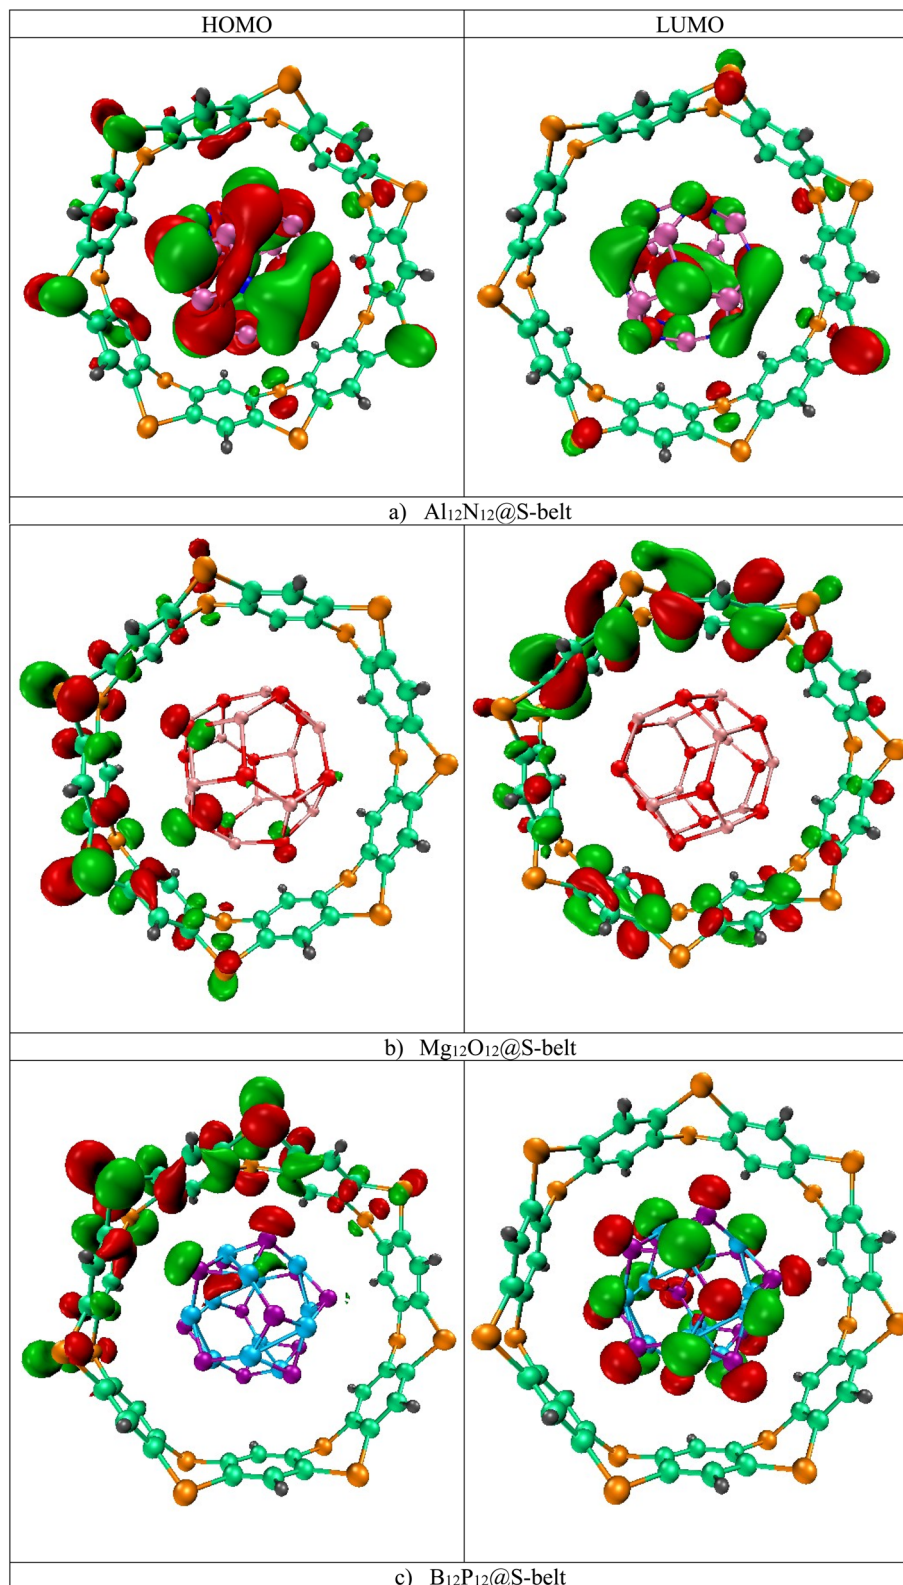 HOMO LUMO
a) Al₁₂N₁₂@S-belt
b) Mg₁₂O₁₂@S-belt
c) B₁₂P₁₂@S-belt